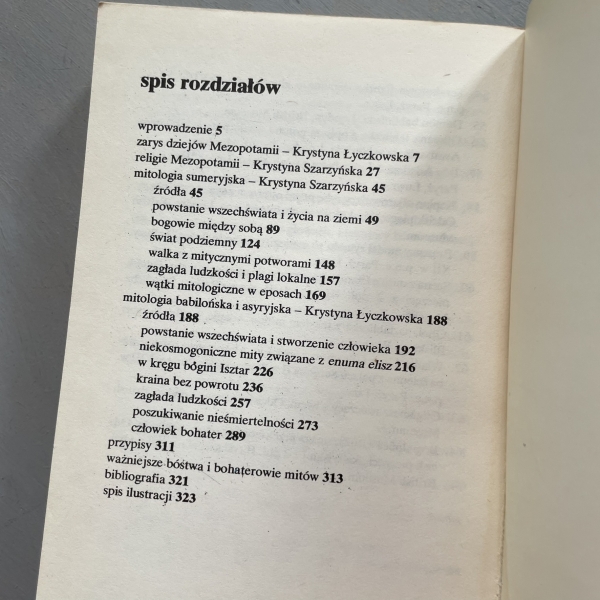 spis rozdziałów
wprowadzenie 5
zarys dziejów Mezopotamii – Krystyna Łyczkowska 7
religie Mezopotamii – Krystyna Szarzyńska 27
mitologia sumeryjska – Krystyna Szarzyńska 45
źródła 45
powstanie wszechświata i życia na ziemi 49
bogowie między sobą 89
świat podziemny 124
walka z mitycznymi potworami 148
zagłada ludzkości i plagi lokalne 157
wątki mitologiczne w eposach 169
mitologia babilońska i asyryjska – Krystyna Łyczkowska 188
źródła 188
powstanie wszechświata i stworzenie człowieka 192
niekosmogoniczne mity związane z enuma elisz 216
w kręgu bogini Isztar 226
kraina bez powrotu 236
zagłada ludzkości 257
poszukiwanie nieśmiertelności 273
człowiek bohater 289
przypisy 311
ważniejsze bóstwa i bohaterowie mitów 313
bibliografia 321
spis ilustracji 323